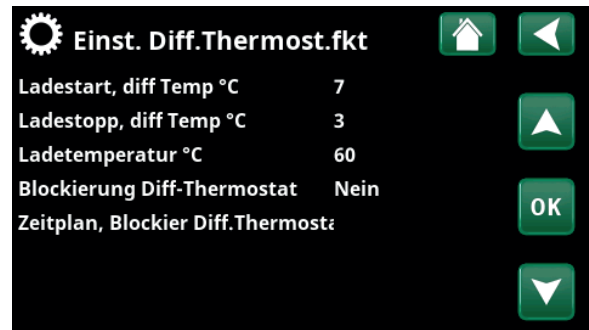 Einst. Diff.Thermost.fkt
Ladestart, diff Temp °C 7
Ladestopp, diff Temp °C 3
Ladetemperatur °C 60
Blockierung Diff-Thermostat Nein
Zeitplan, Blockier Diff.Thermosta
OK